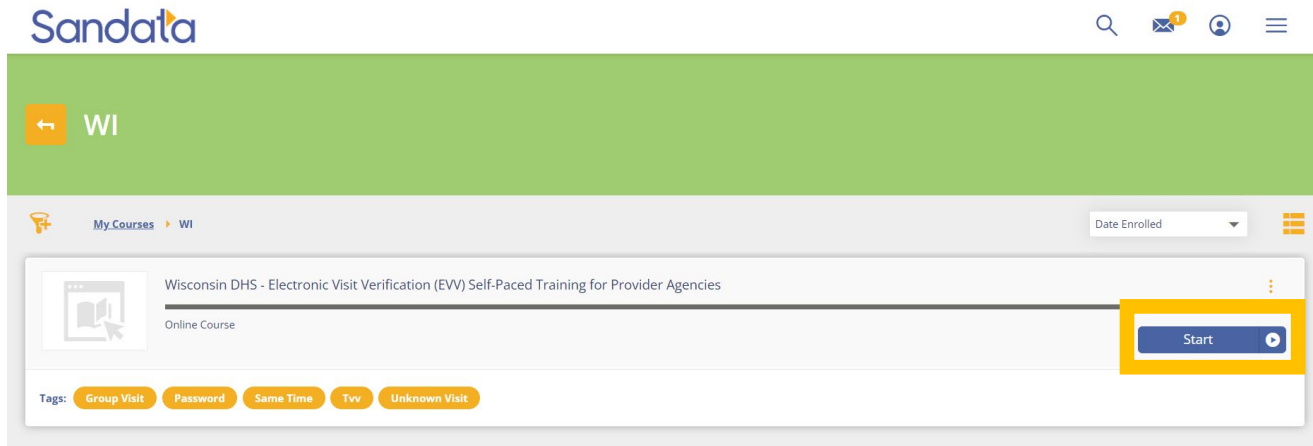 Sandata
1
WI
My Courses WI
Date Enrolled
Wisconsin DHS - Electronic Visit Verification (EVV) Self-Paced Training for Provider Agencies
Online Course
Start
Tags: Group Visit Password Same Time Tvv Unknown Visit